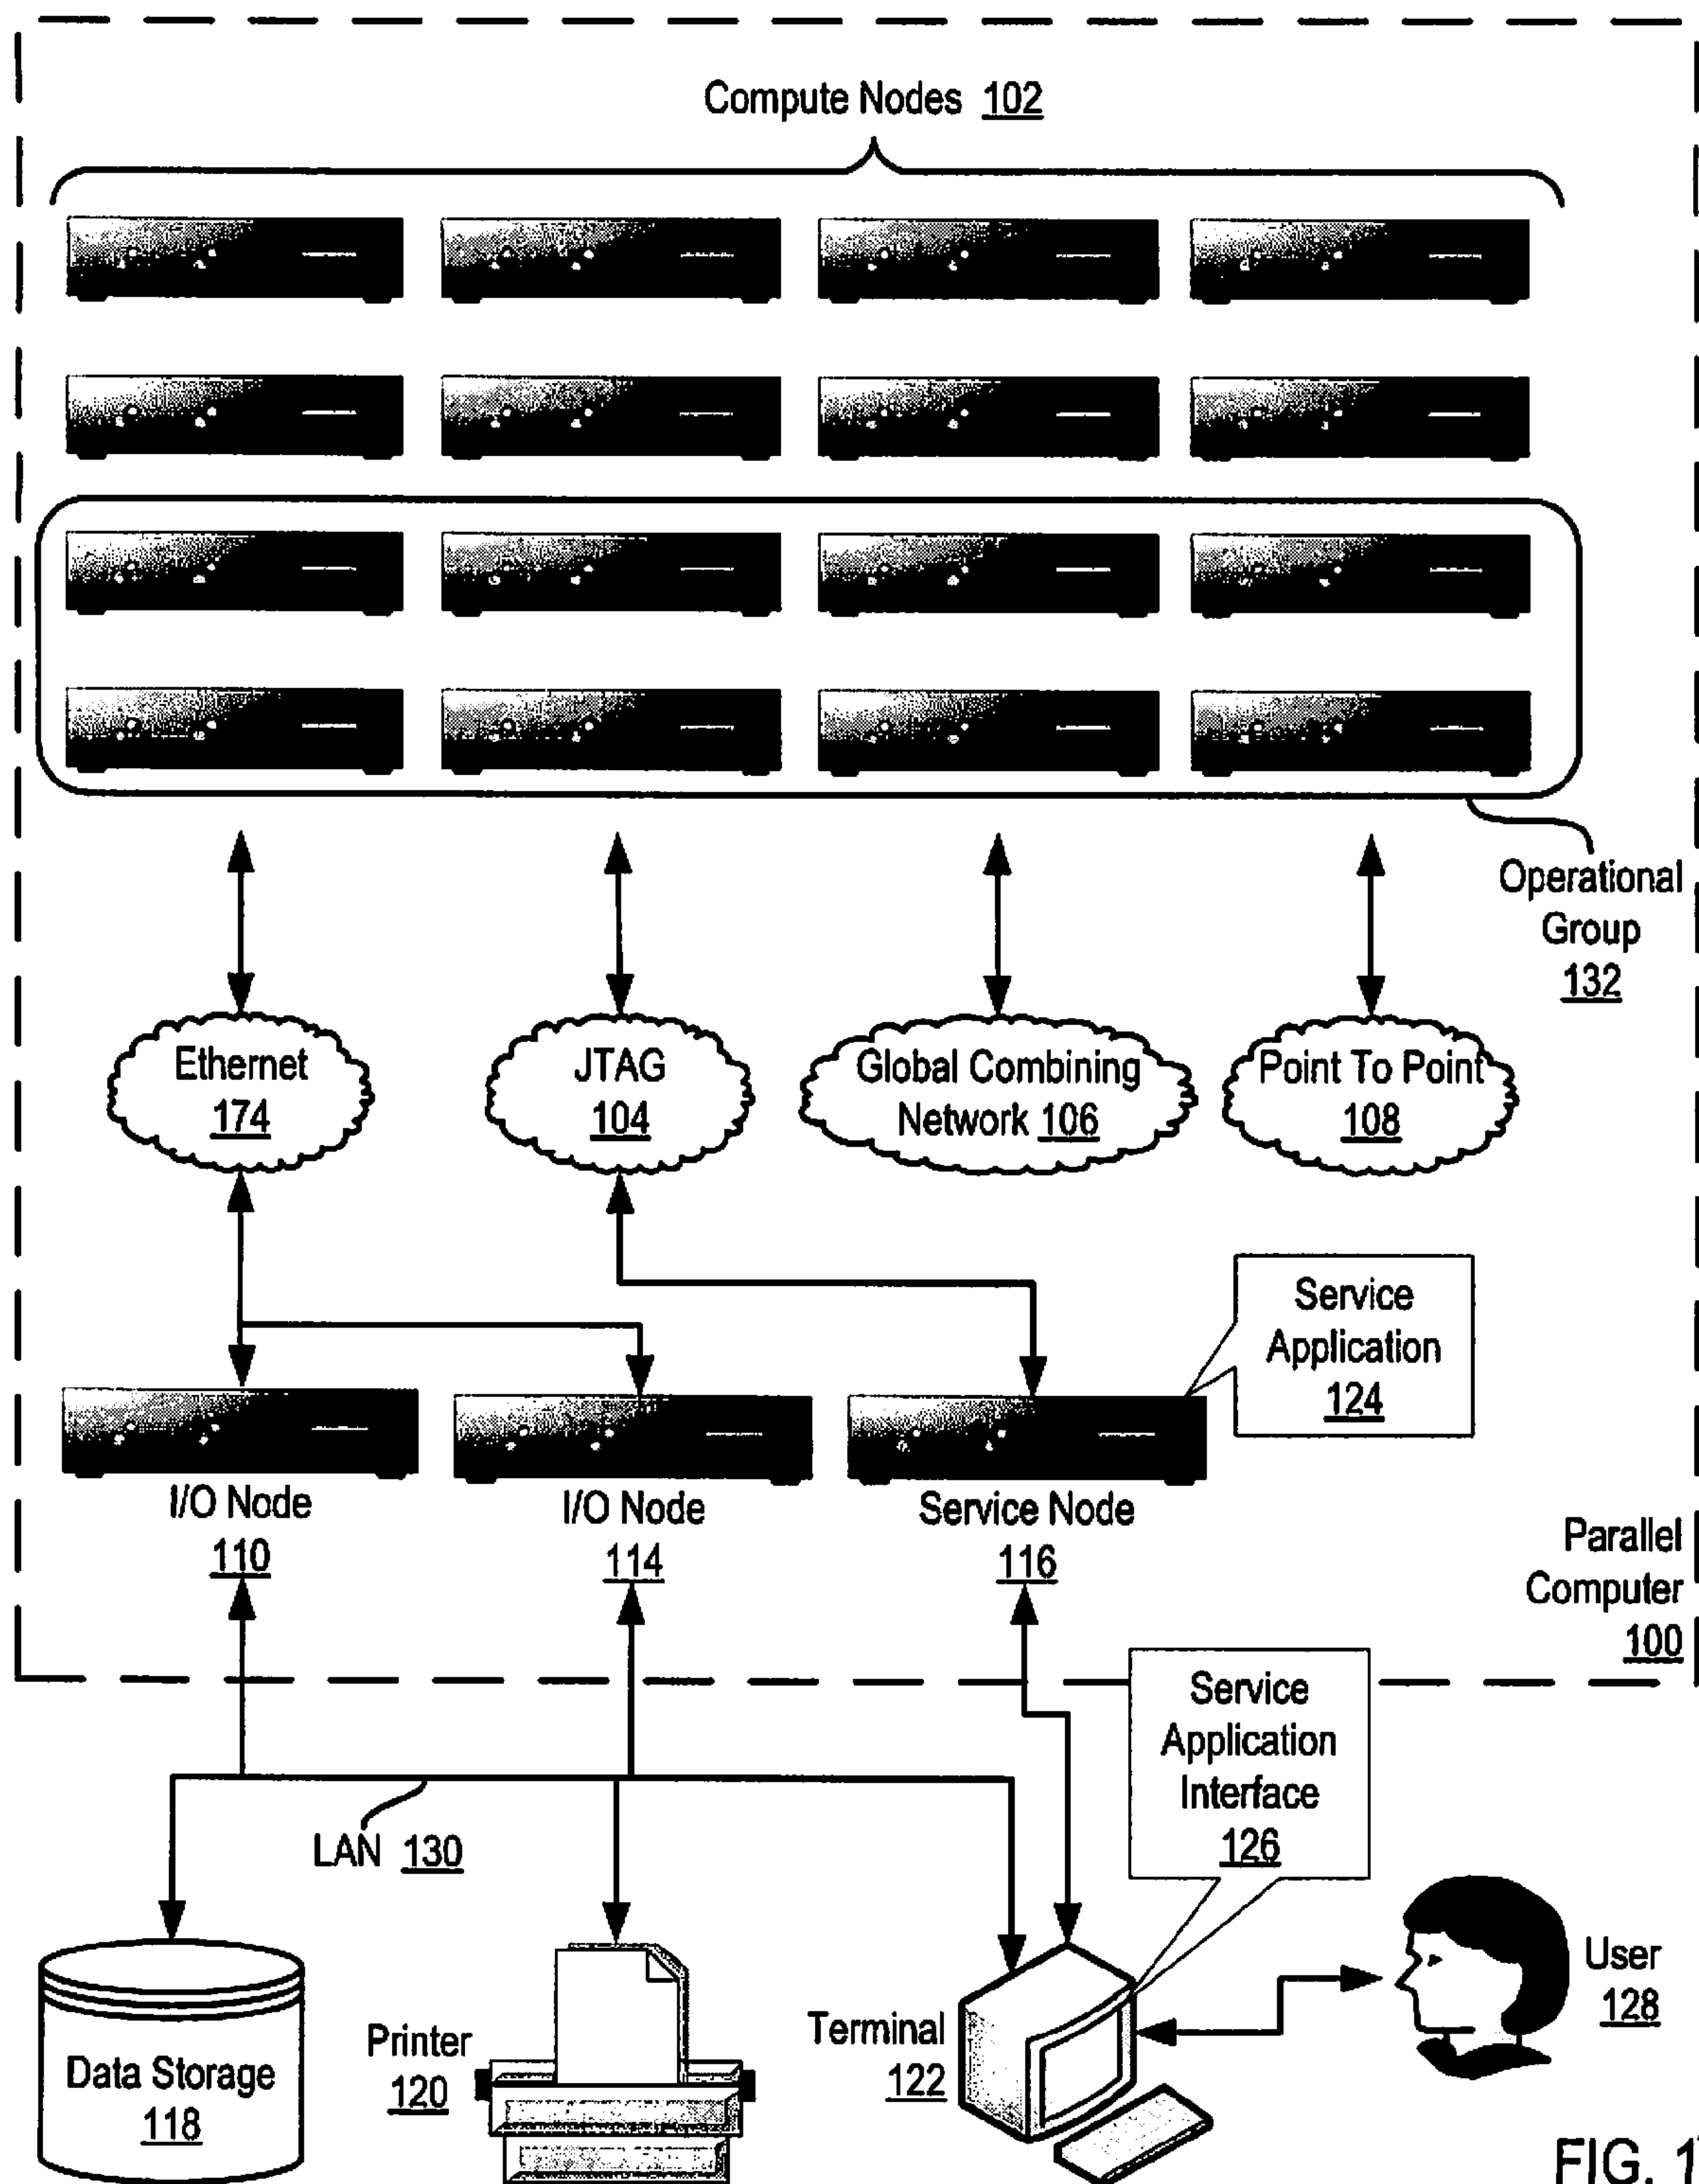 Compute Nodes 102
Operational
Group
132
Ethernet
174
JTAG
104
Global Combining
Network 106
Point To Point
108
Service
Application
124
I/O Node
110
I/O Node
114
Service Node
116
Parallel
Computer
100
Service
Application
Interface
126
LAN 130
Data Storage
118
Printer
120
Terminal
122
User
128
FIG. 1